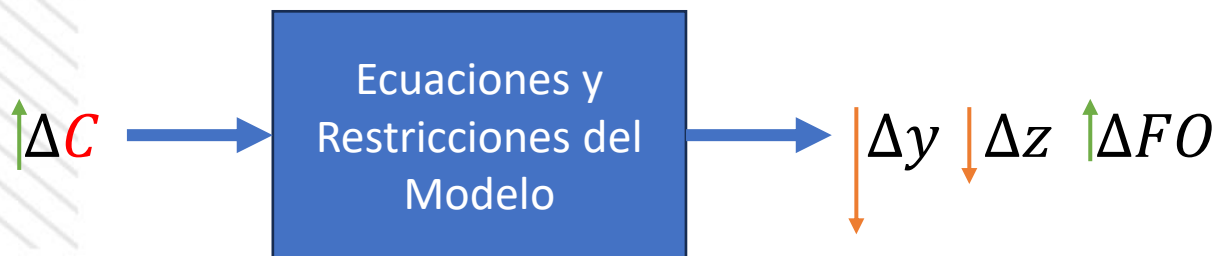 Ecuaciones y
Restricciones del
Modelo
↑ΔC
↓Δy ↓Δz ↑ΔFO